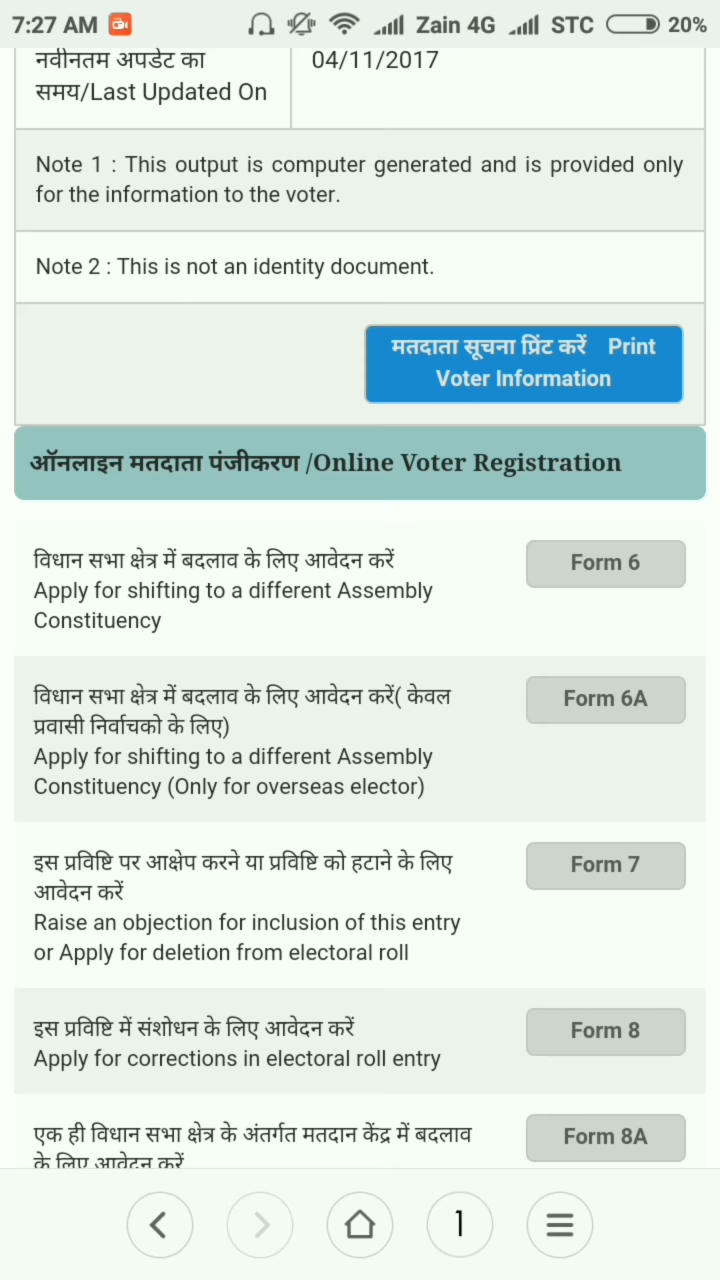 7:27 AM Zain 4G STC 20%
नवीनतम अपडेट का
समय/Last Updated On
04/11/2017
Note 1 : This output is computer generated and is provided only
for the information to the voter.
Note 2 : This is not an identity document.
मतदाता सूचना प्रिंट करें Print
Voter Information
ऑनलाइन मतदाता पंजीकरण /Online Voter Registration
विधान सभा क्षेत्र में बदलाव के लिए आवेदन करें
Apply for shifting to a different Assembly
Constituency
Form 6
विधान सभा क्षेत्र में बदलाव के लिए आवेदन करें( केवल
प्रवासी निर्वाचको के लिए)
Apply for shifting to a different Assembly
Constituency (Only for overseas elector)
Form 6A
इस प्रविष्टि पर आक्षेप करने या प्रविष्टि को हटाने के लिए
आवेदन करें
Raise an objection for inclusion of this entry
or Apply for deletion from electoral roll
Form 7
इस प्रविष्टि में संशोधन के लिए आवेदन करें
Apply for corrections in electoral roll entry
Form 8
एक ही विधान सभा क्षेत्र के अंतर्गत मतदान केंद्र में बदलाव
के लिए आवेदन करें
Form 8A
1